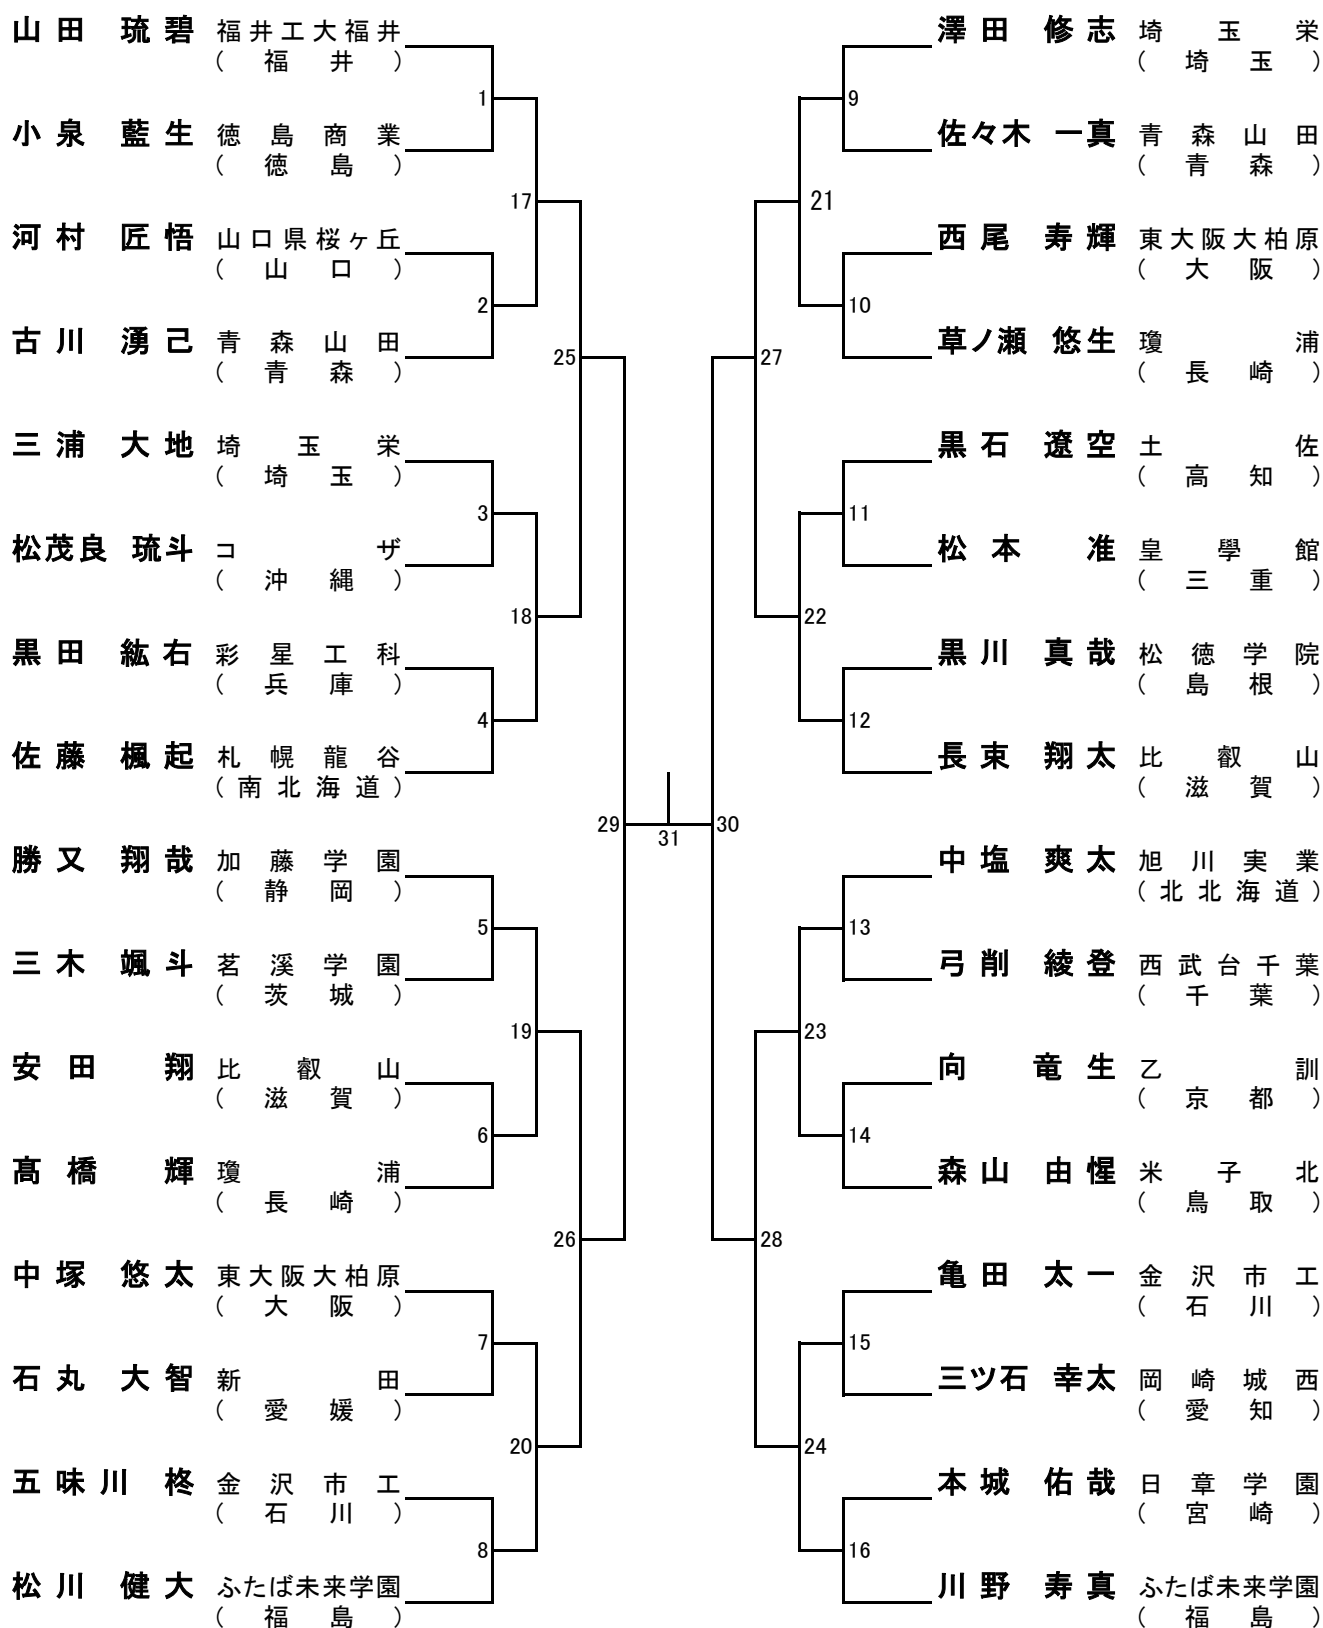 山田 琉碧 福井工大福井
(福井)
1
小泉 藍生 徳島商業
(徳島)
17
河村 匠悟 山口県桜ヶ丘
(山口)
2
古川 湧己 青森山田
(青森)
25
三浦 大地 埼玉栄
(埼玉)
3
松茂良 琉斗 コザ
(沖縄)
18
黒田 紘右 彩星工科
(兵庫)
4
佐藤 楓起 札幌龍谷
(南北海道)
29
31
勝又 翔哉 加藤学園
(静岡)
5
三木 颯斗 茗溪学園
(茨城)
19
安田 翔 比叡山
(滋賀)
6
髙橋 輝 瓊浦
(長崎)
26
中塚 悠太 東大阪大柏原
(大阪)
7
石丸 大智 新田
(愛媛)
20
五味川 柊 金沢市工
(石川)
8
松川 健大 ふたば未来学園
(福島)
澤田 修志 埼玉栄
(埼玉)
9
佐々木 一真 青森山田
(青森)
21
西尾 寿輝 東大阪大柏原
(大阪)
10
草ノ瀬 悠生 瓊浦
(長崎)
27
黒石 遼空 土佐
(高知)
11
松本 准 皇學館
(三重)
22
黒川 真哉 松徳学院
(島根)
12
長束 翔太 比叡山
(滋賀)
30
中塩 爽太 旭川実業
(北北海道)
13
弓削 綾登 西武台千葉
(千葉)
23
向 竜生 乙訓
(京都)
14
森山 由惺 米子北
(鳥取)
28
亀田 太一 金沢市工
(石川)
15
三ツ石 幸太 岡崎城西
(愛知)
24
本城 佑哉 日章学園
(宮崎)
16
川野 寿真 ふたば未来学園
(福島)